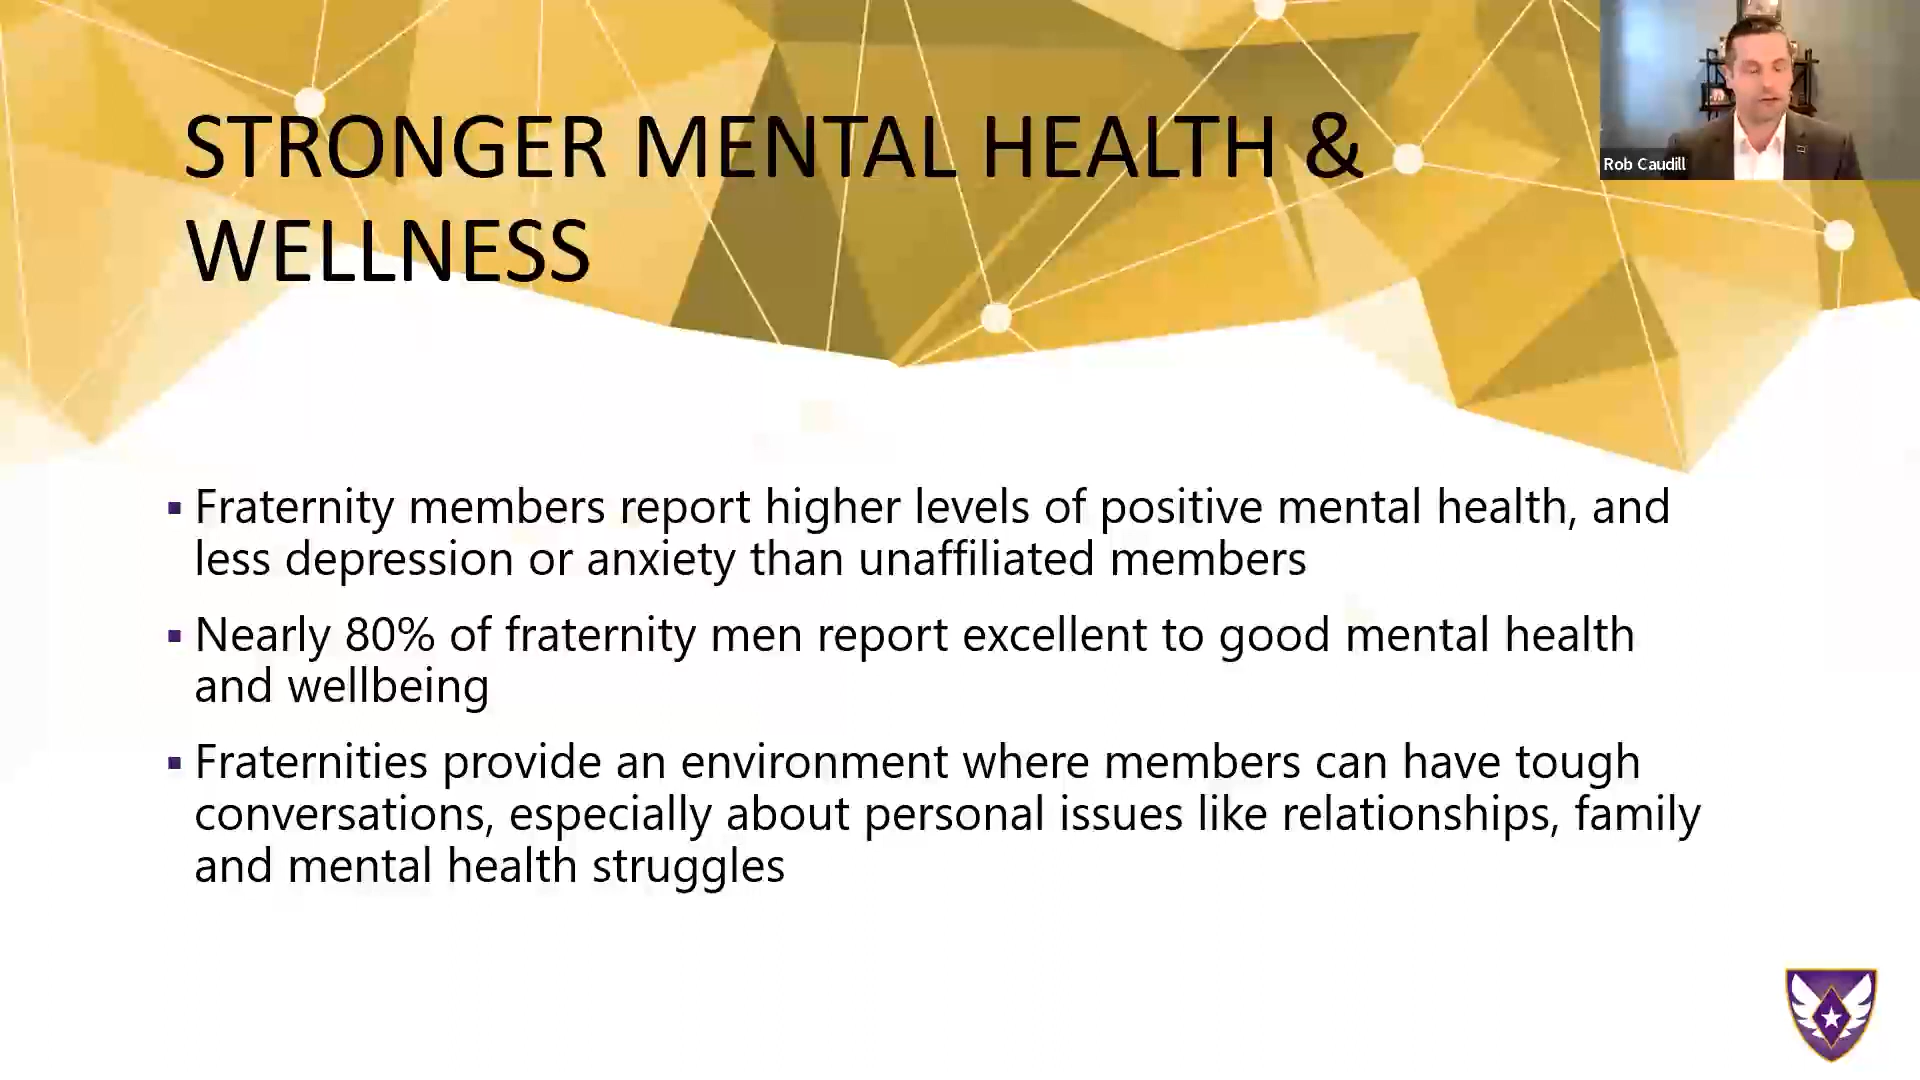 STRONGER MENTAL HEALTH &
WELLNESS
Rob Caudill
▪ Fraternity members report higher levels of positive mental health, and
less depression or anxiety than unaffiliated members
▪ Nearly 80% of fraternity men report excellent to good mental health
and wellbeing
▪ Fraternities provide an environment where members can have tough
conversations, especially about personal issues like relationships, family
and mental health struggles